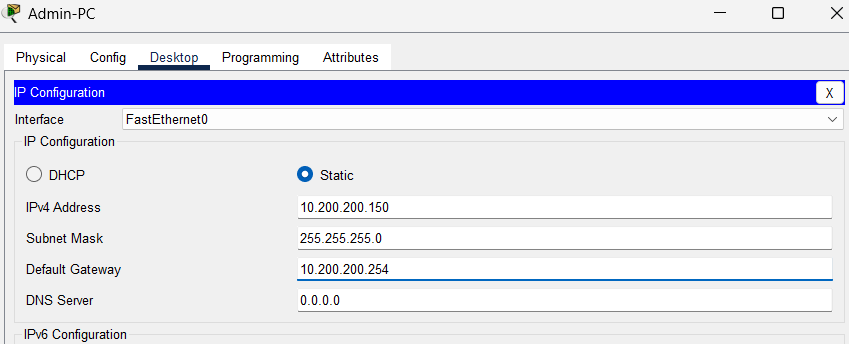 Admin-PC
Physical Config Desktop Programming Attributes
IP Configuration X
Interface FastEthernet0
IP Configuration
DHCP Static
IPv4 Address 10.200.200.150
Subnet Mask 255.255.255.0
Default Gateway 10.200.200.254
DNS Server 0.0.0.0
IPv6 Configuration